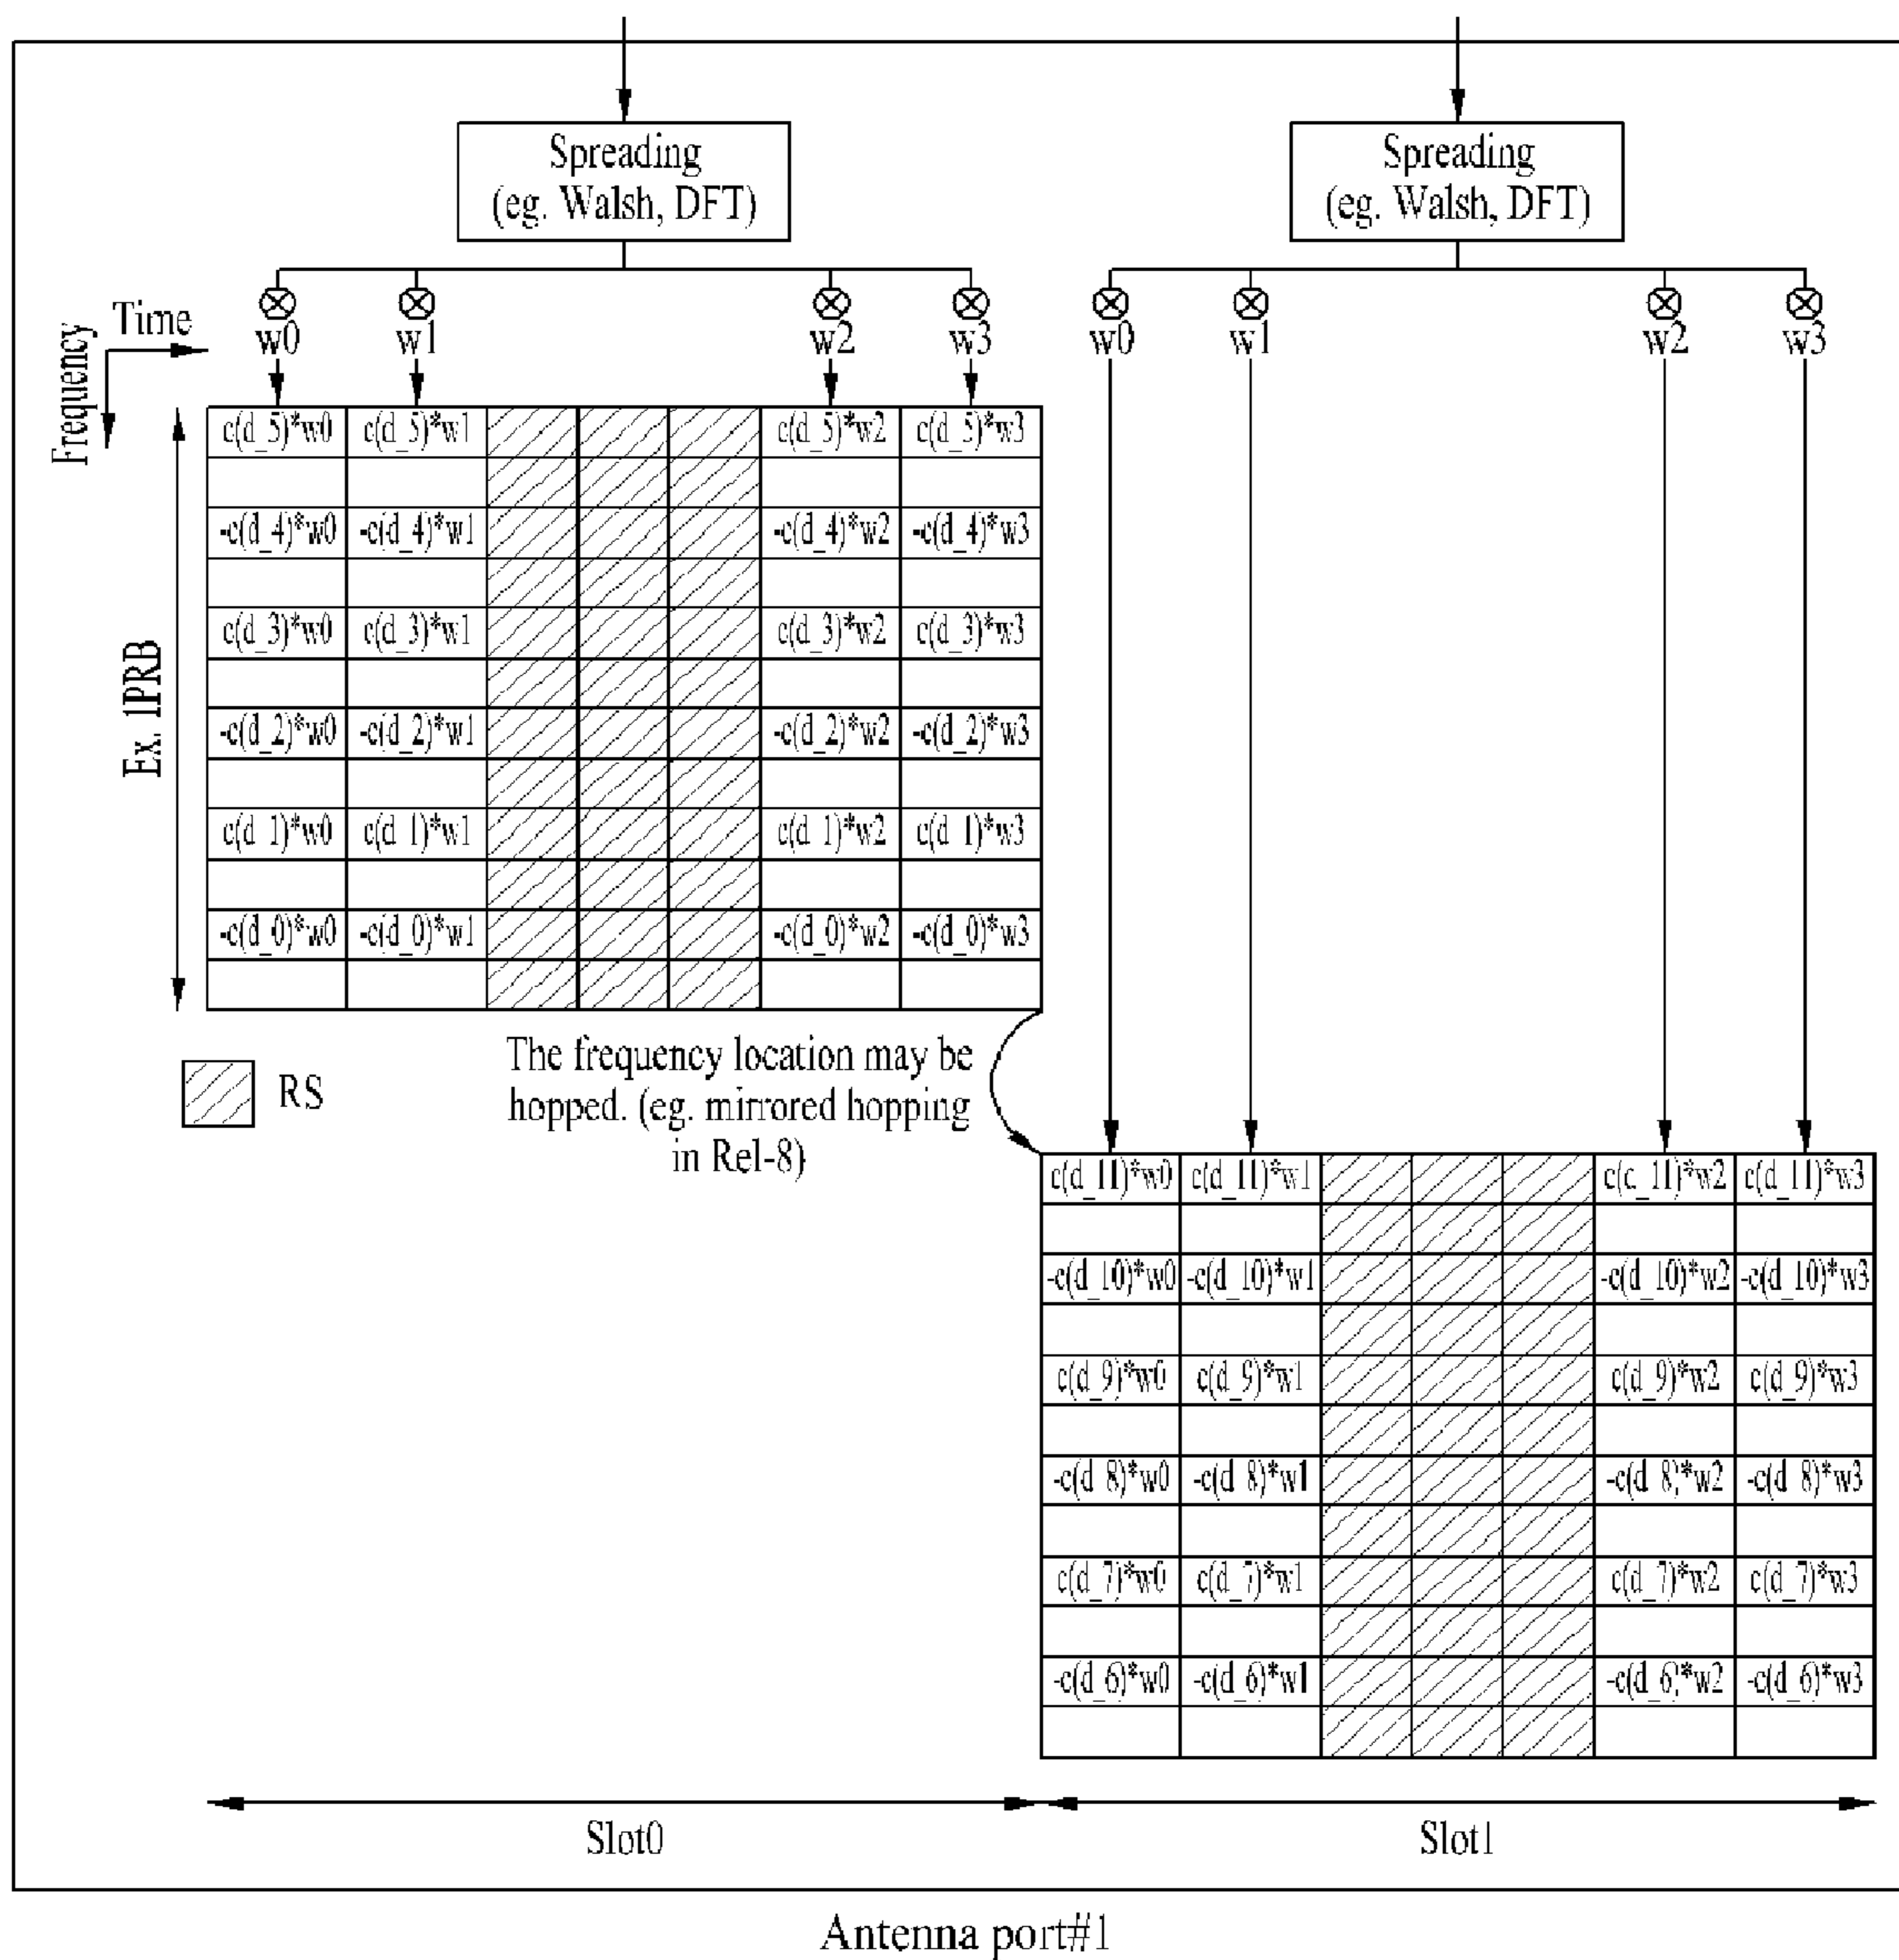 Spreading
(eg. Walsh, DFT)
Spreading
(eg. Walsh, DFT)
Time
Frequency
w0 w1 w2 w3 w0 w1 w2 w3
c(d_5)*w0 c(d_5)*w1 c(d_5)*w2 c(d_5)*w3
-c(d_4)*w0 -c(d_4)*w1 -c(d_4)*w2 -c(d_4)*w3
c(d_3)*w0 c(d_3)*w1 c(d_3)*w2 c(d_3)*w3
-c(d_2)*w0 -c(d_2)*w1 -c(d_2)*w2 -c(d_2)*w3
c(d_1)*w0 c(d_1)*w1 c(d_1)*w2 c(d_1)*w3
-c(d_0)*w0 -c(d_0)*w1 -c(d_0)*w2 -c(d_0)*w3
Ex. 1PRB
RS
The frequency location may be
hopped. (eg. mirrored hopping
in Rel-8)
c(d_11)*w0 c(d_11)*w1 c(d_11)*w2 c(d_11)*w3
-c(d_10)*w0 -c(d_10)*w1 -c(d_10)*w2 -c(d_10)*w3
c(d_9)*w0 c(d_9)*w1 c(d_9)*w2 c(d_9)*w3
-c(d_8)*w0 -c(d_8)*w1 -c(d_8)*w2 -c(d_8)*w3
c(d_7)*w0 c(d_7)*w1 c(d_7)*w2 c(d_7)*w3
-c(d_6)*w0 -c(d_6)*w1 -c(d_6)*w2 -c(d_6)*w3
Slot0 Slot1
Antenna port#1